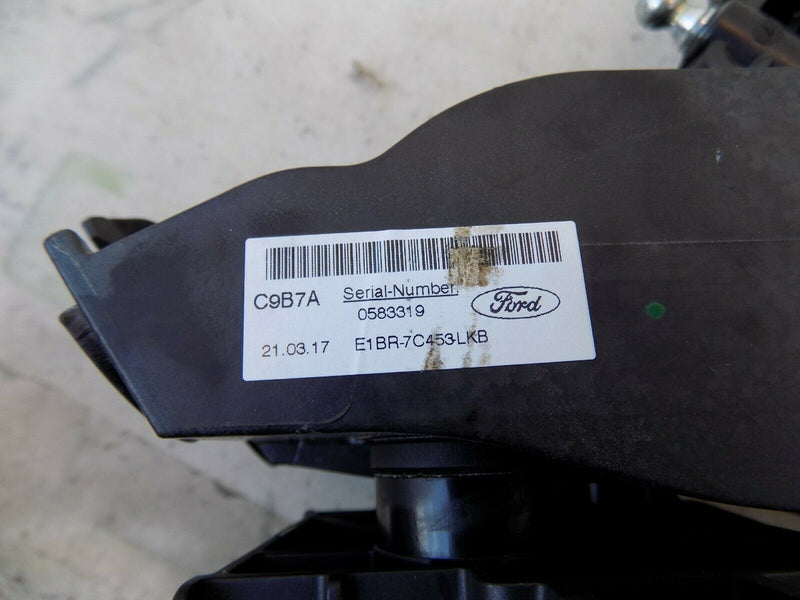 C9B7A
Serial-Number:
0583319
Ford
21.03.17
E1BR-7C453-LKB